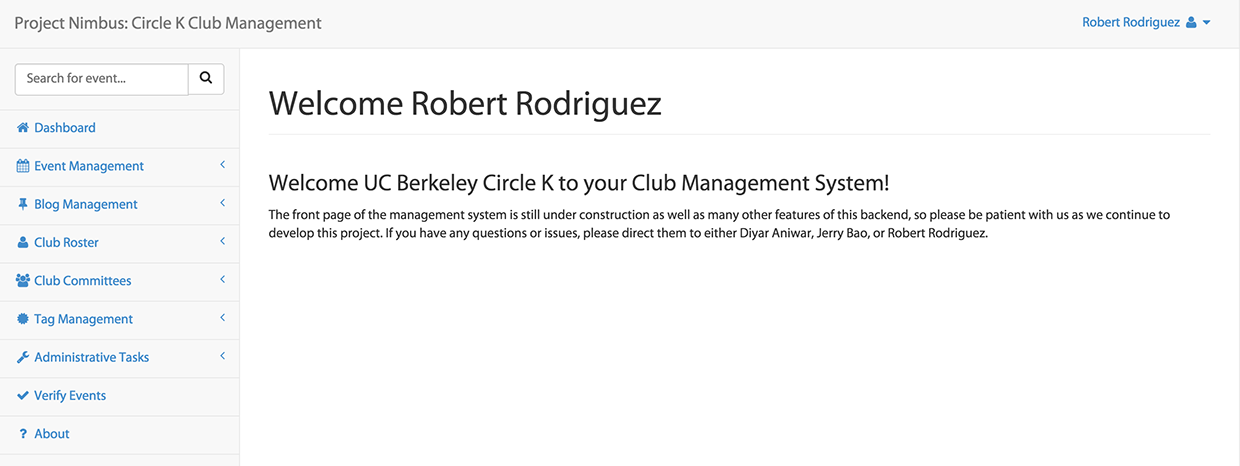 Project Nimbus: Circle K Club Management
Robert Rodriguez
Search for event...
Dashboard
Event Management
Blog Management
Club Roster
Club Committees
Tag Management
Administrative Tasks
Verify Events
? About
Welcome Robert Rodriguez
Welcome UC Berkeley Circle K to your Club Management System!
The front page of the management system is still under construction as well as many other features of this backend, so please be patient with us as we continue to
develop this project. If you have any questions or issues, please direct them to either Diyar Aniwar, Jerry Bao, or Robert Rodriguez.